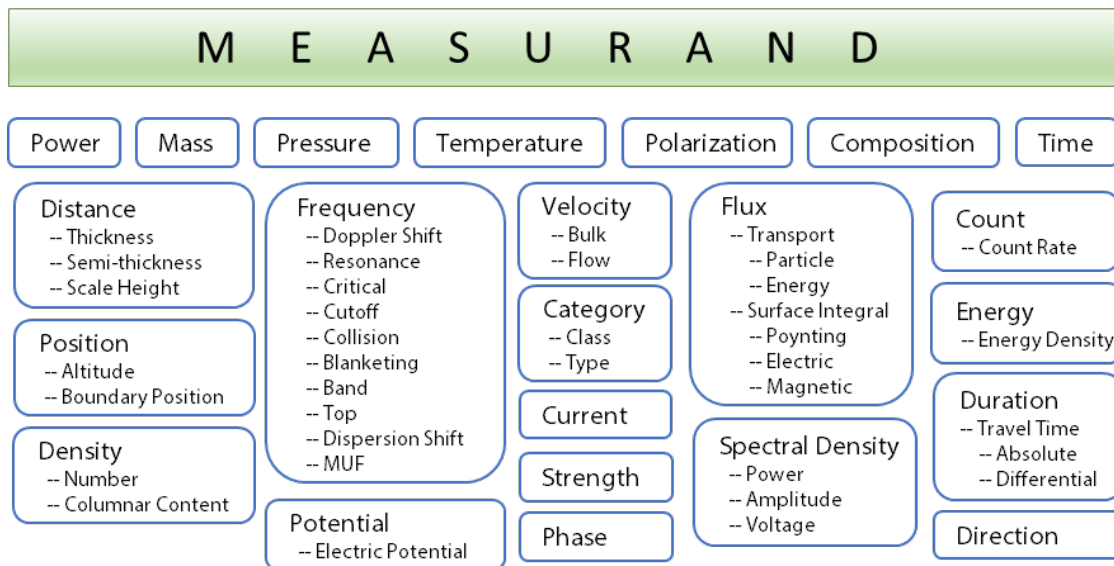 M E A S U R A N D
Power
Mass
Pressure
Temperature
Polarization
Composition
Time
Distance
-- Thickness
-- Semi-thickness
-- Scale Height
Position
-- Altitude
-- Boundary Position
Density
-- Number
-- Columnar Content
Frequency
-- Doppler Shift
-- Resonance
-- Critical
-- Cutoff
-- Collision
-- Blanketing
-- Band
-- Top
-- Dispersion Shift
-- MUF
Potential
-- Electric Potential
Velocity
-- Bulk
-- Flow
Category
-- Class
-- Type
Current
Strength
Phase
Flux
-- Transport
-- Particle
-- Energy
-- Surface Integral
-- Poynting
-- Electric
-- Magnetic
Spectral Density
-- Power
-- Amplitude
-- Voltage
Count
-- Count Rate
Energy
-- Energy Density
Duration
-- Travel Time
-- Absolute
-- Differential
Direction